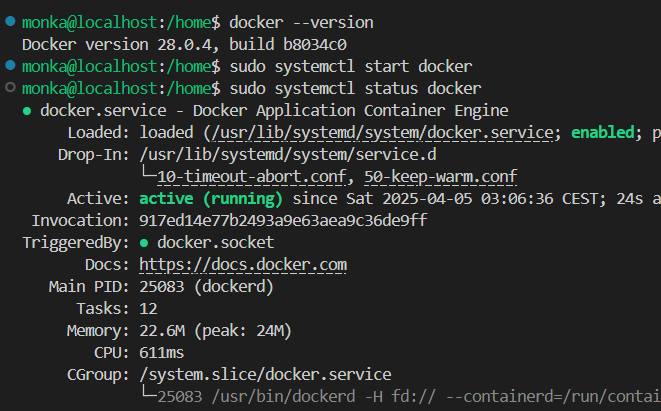 monka@localhost:/home$ docker --version
Docker version 28.0.4, build b8034c0
monka@localhost:/home$ sudo systemctl start docker
monka@localhost:/home$ sudo systemctl status docker
● docker.service - Docker Application Container Engine
Loaded: loaded (/usr/lib/systemd/system/docker.service; enabled; p
Drop-In: /usr/lib/systemd/system/service.d
└─10-timeout-abort.conf, 50-keep-warm.conf
Active: active (running) since Sat 2025-04-05 03:06:36 CEST; 24s a
Invocation: 917ed14e77b2493a9e63aea9c36de9ff
TriggeredBy: ● docker.socket
Docs: https://docs.docker.com
Main PID: 25083 (dockerd)
Tasks: 12
Memory: 22.6M (peak: 24M)
CPU: 611ms
CGroup: /system.slice/docker.service
└─25083 /usr/bin/dockerd -H fd:// --containerd=/run/contai